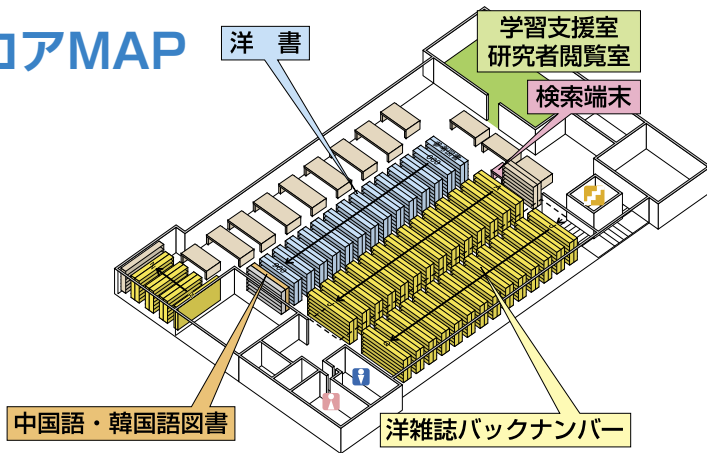 ロアMAP
洋書
学習支援室
研究者閲覧室
検索端末
中国語・韓国語図書
洋雑誌バックナンバー